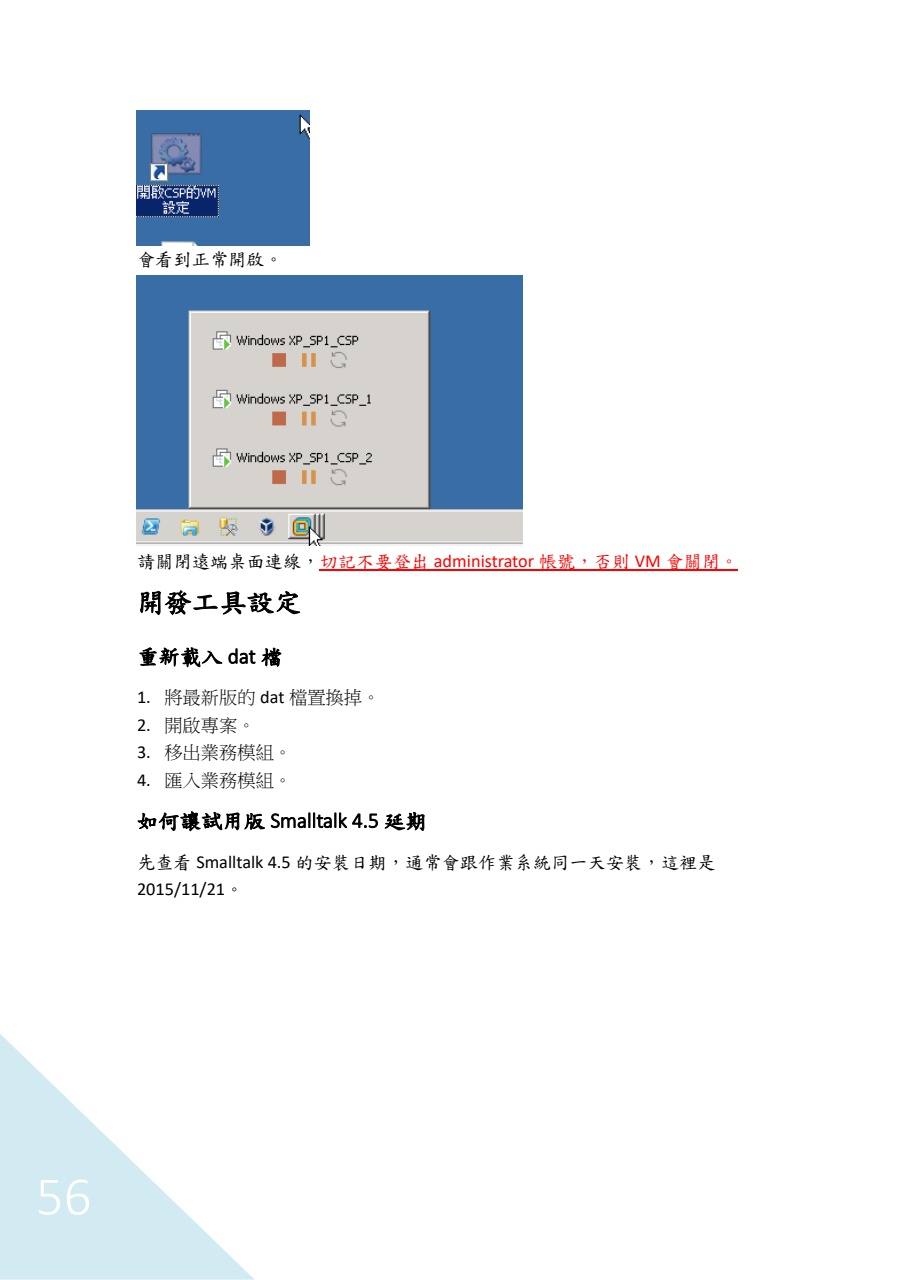 開啟CSP的VM
設定
會看到正常開啟。
Windows XP_SP1_CSP
Windows XP_SP1_CSP_1
Windows XP_SP1_CSP_2
請關閉遠端桌面連線，切記不要登出 administrator 帳號，否則 VM 會關閉。
開發工具設定
重新載入 dat 檔
1. 將最新版的 dat 檔置換掉。
2. 開啟專案。
3. 移出業務模組。
4. 匯入業務模組。
如何讓試用版 Smalltalk 4.5 延期
先查看 Smalltalk 4.5 的安裝日期，通常會跟作業系統同一天安裝，這裡是
2015/11/21。
56